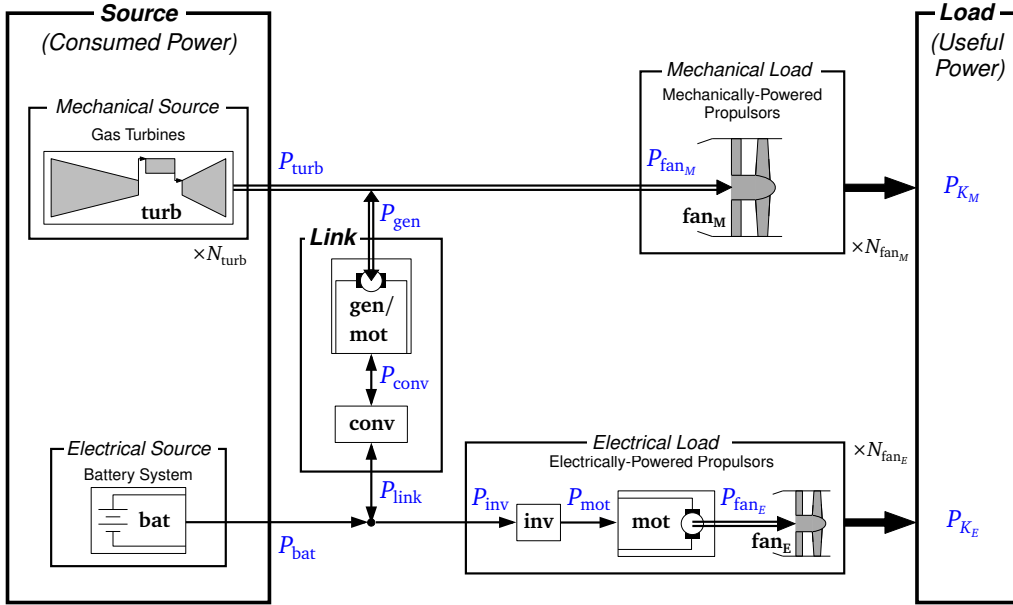 Source
(Consumed Power)
Load
(Useful
Power)
Mechanical Source
Gas Turbines
turb
×N_turb
P_turb
Mechanical Load
Mechanically-Powered
Propulsors
P_fan_M
fan_M
×N_fan_M
P_K_M
P_gen
Link
gen/
mot
P_conv
conv
P_link
Electrical Source
Battery System
bat
P_bat
Electrical Load
Electrically-Powered Propulsors
×N_fan_E
P_inv
inv
P_mot
mot
P_fan_E
fan_E
P_K_E